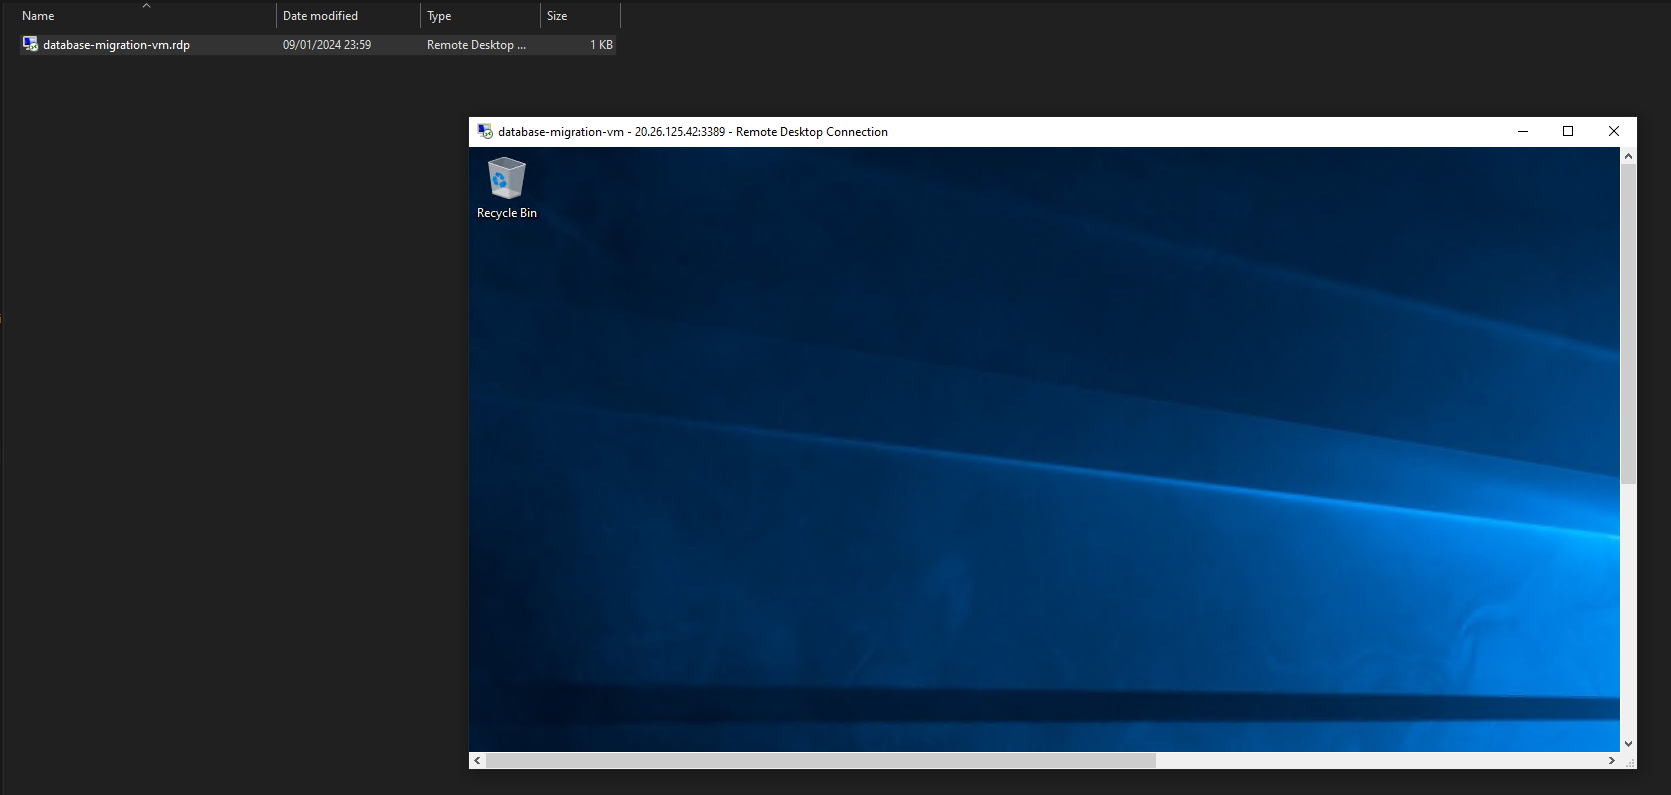 Name Date modified Type Size
database-migration-vm.rdp 09/01/2024 23:59 Remote Desktop ... 1 KB
database-migration-vm - 20.26.125.42:3389 - Remote Desktop Connection
Recycle Bin